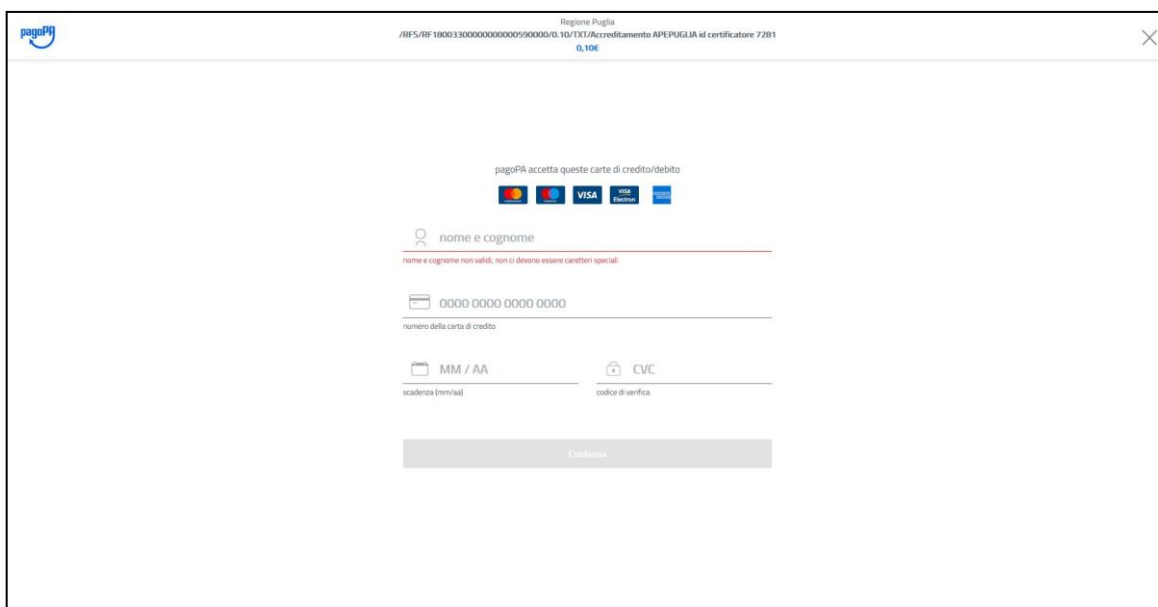 pagoPA
Regione Puglia
/RFS/RF18003300000000000590000/0.10/TXT/Accreditamento APEPUGLIA id certificatore 7281
0,10€
pagoPA accetta queste carte di credito/debito
VISA
VISA Electron
nome e cognome
nome e cognome non validi, non ci devono essere caretteri speciali
0000 0000 0000 0000
numero della carta di credito
MM / AA
CVC
scadenza (mm/aa)
codice di verifica
Continua